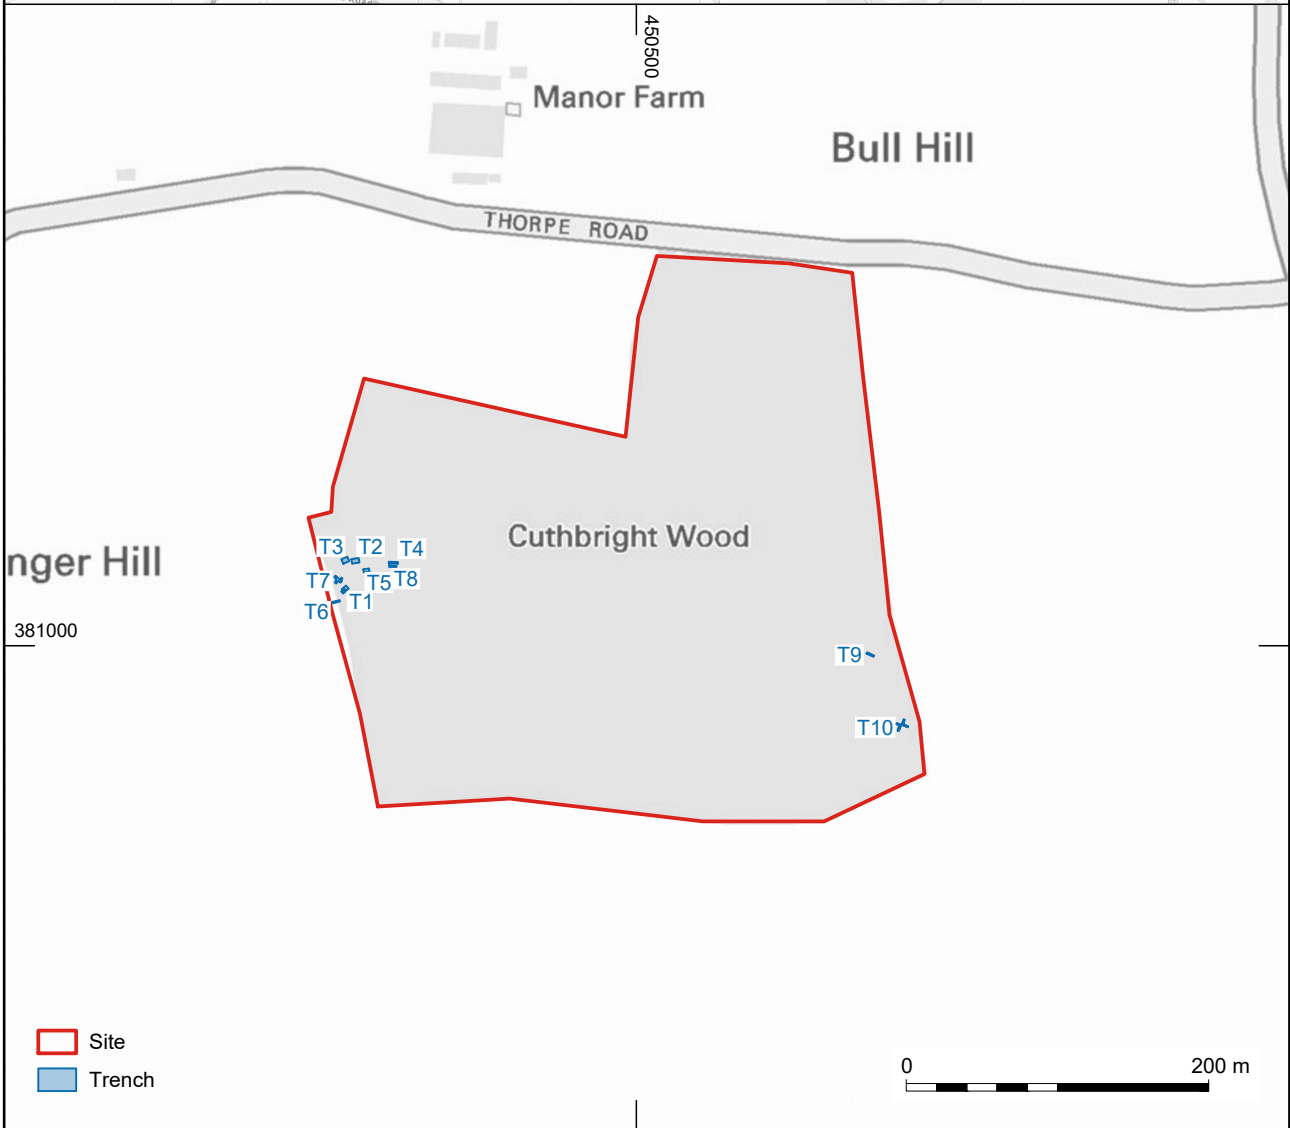 450500
Manor Farm
Bull Hill
THORPE ROAD
Cuthbright Wood
nger Hill
T3
T2
T4
T7
T5
T8
T6
T1
381000
T9
T10
Site
Trench
0
200 m